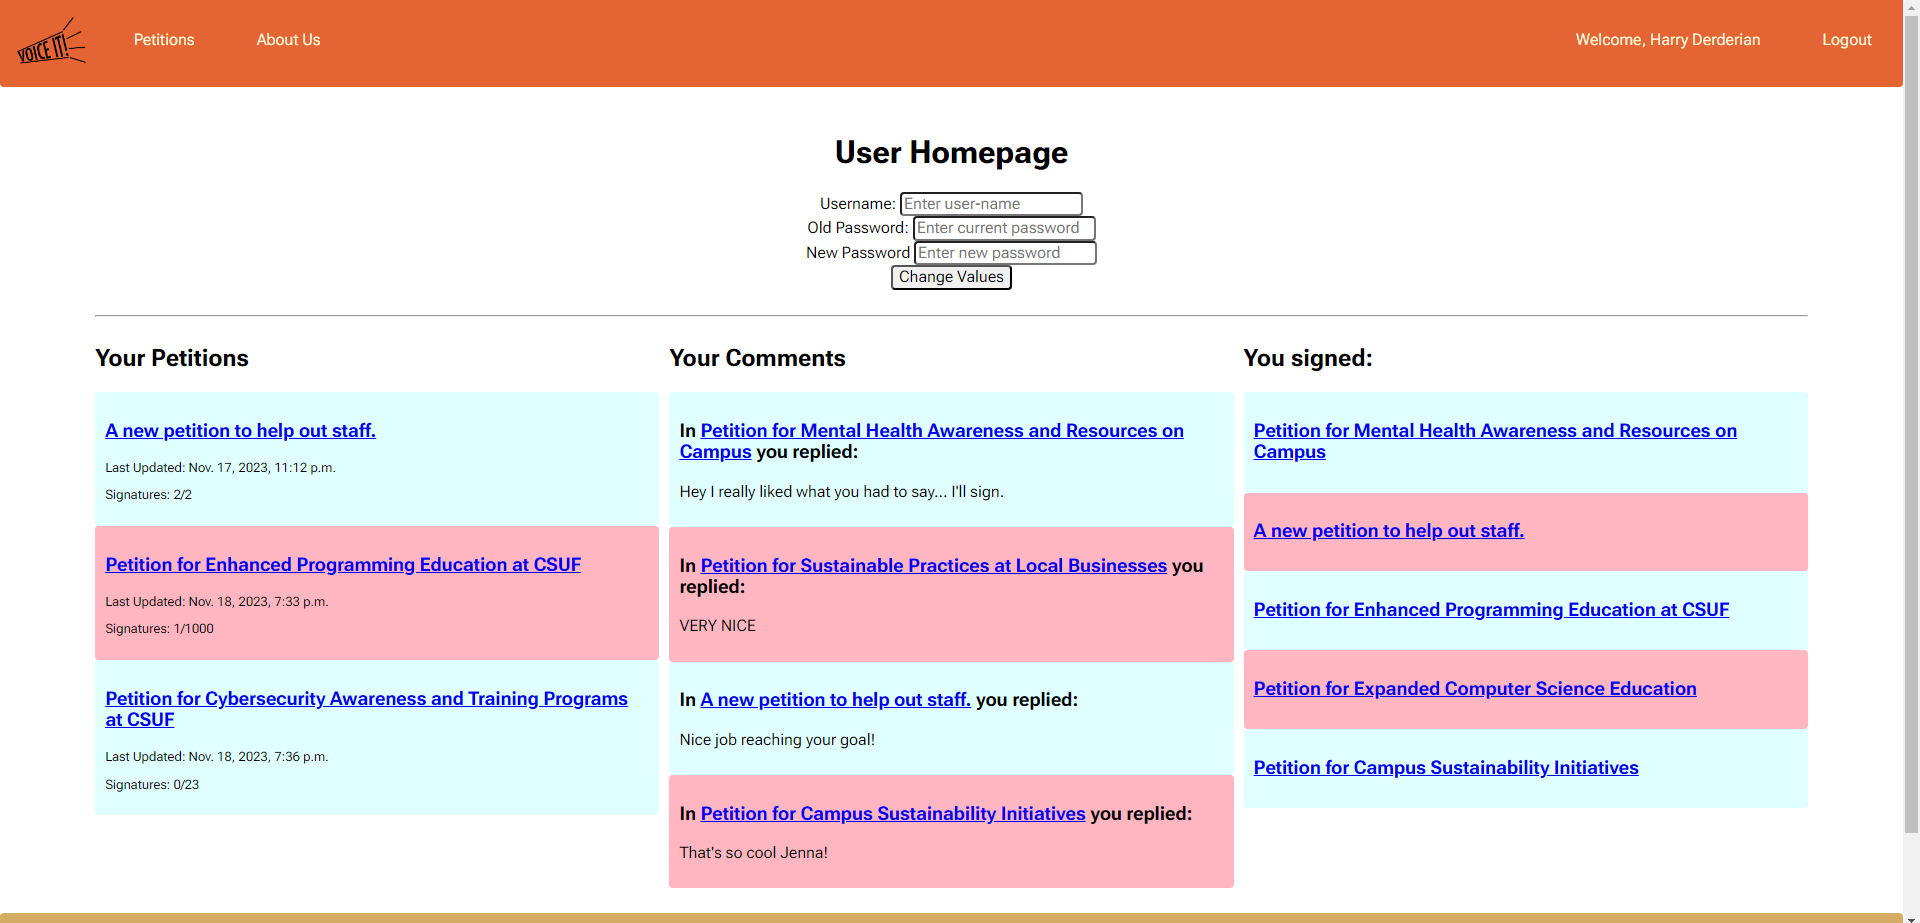 VOICE IT!
Petitions
About Us
Welcome, Harry Derderian
Logout
User Homepage
Username: Enter user-name
Old Password: Enter current password
New Password Enter new password
Change Values
Your Petitions
A new petition to help out staff.
Last Updated: Nov. 17, 2023, 11:12 p.m.
Signatures: 2/2
Petition for Enhanced Programming Education at CSUF
Last Updated: Nov. 18, 2023, 7:33 p.m.
Signatures: 1/1000
Petition for Cybersecurity Awareness and Training Programs
at CSUF
Last Updated: Nov. 18, 2023, 7:36 p.m.
Signatures: 0/23
Your Comments
In Petition for Mental Health Awareness and Resources on
Campus you replied:
Hey I really liked what you had to say... I'll sign.
In Petition for Sustainable Practices at Local Businesses you
replied:
VERY NICE
In A new petition to help out staff. you replied:
Nice job reaching your goal!
In Petition for Campus Sustainability Initiatives you replied:
That's so cool Jenna!
You signed:
Petition for Mental Health Awareness and Resources on
Campus
A new petition to help out staff.
Petition for Enhanced Programming Education at CSUF
Petition for Expanded Computer Science Education
Petition for Campus Sustainability Initiatives